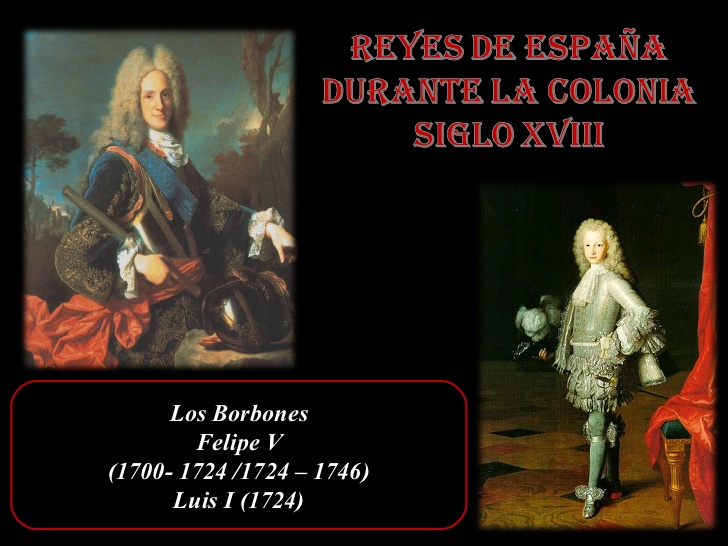 REYES DE ESPAÑA
DURANTE LA COLONIA
SIGLO XVIII
Los Borbones
Felipe V
(1700- 1724 /1724 – 1746)
Luis I (1724)